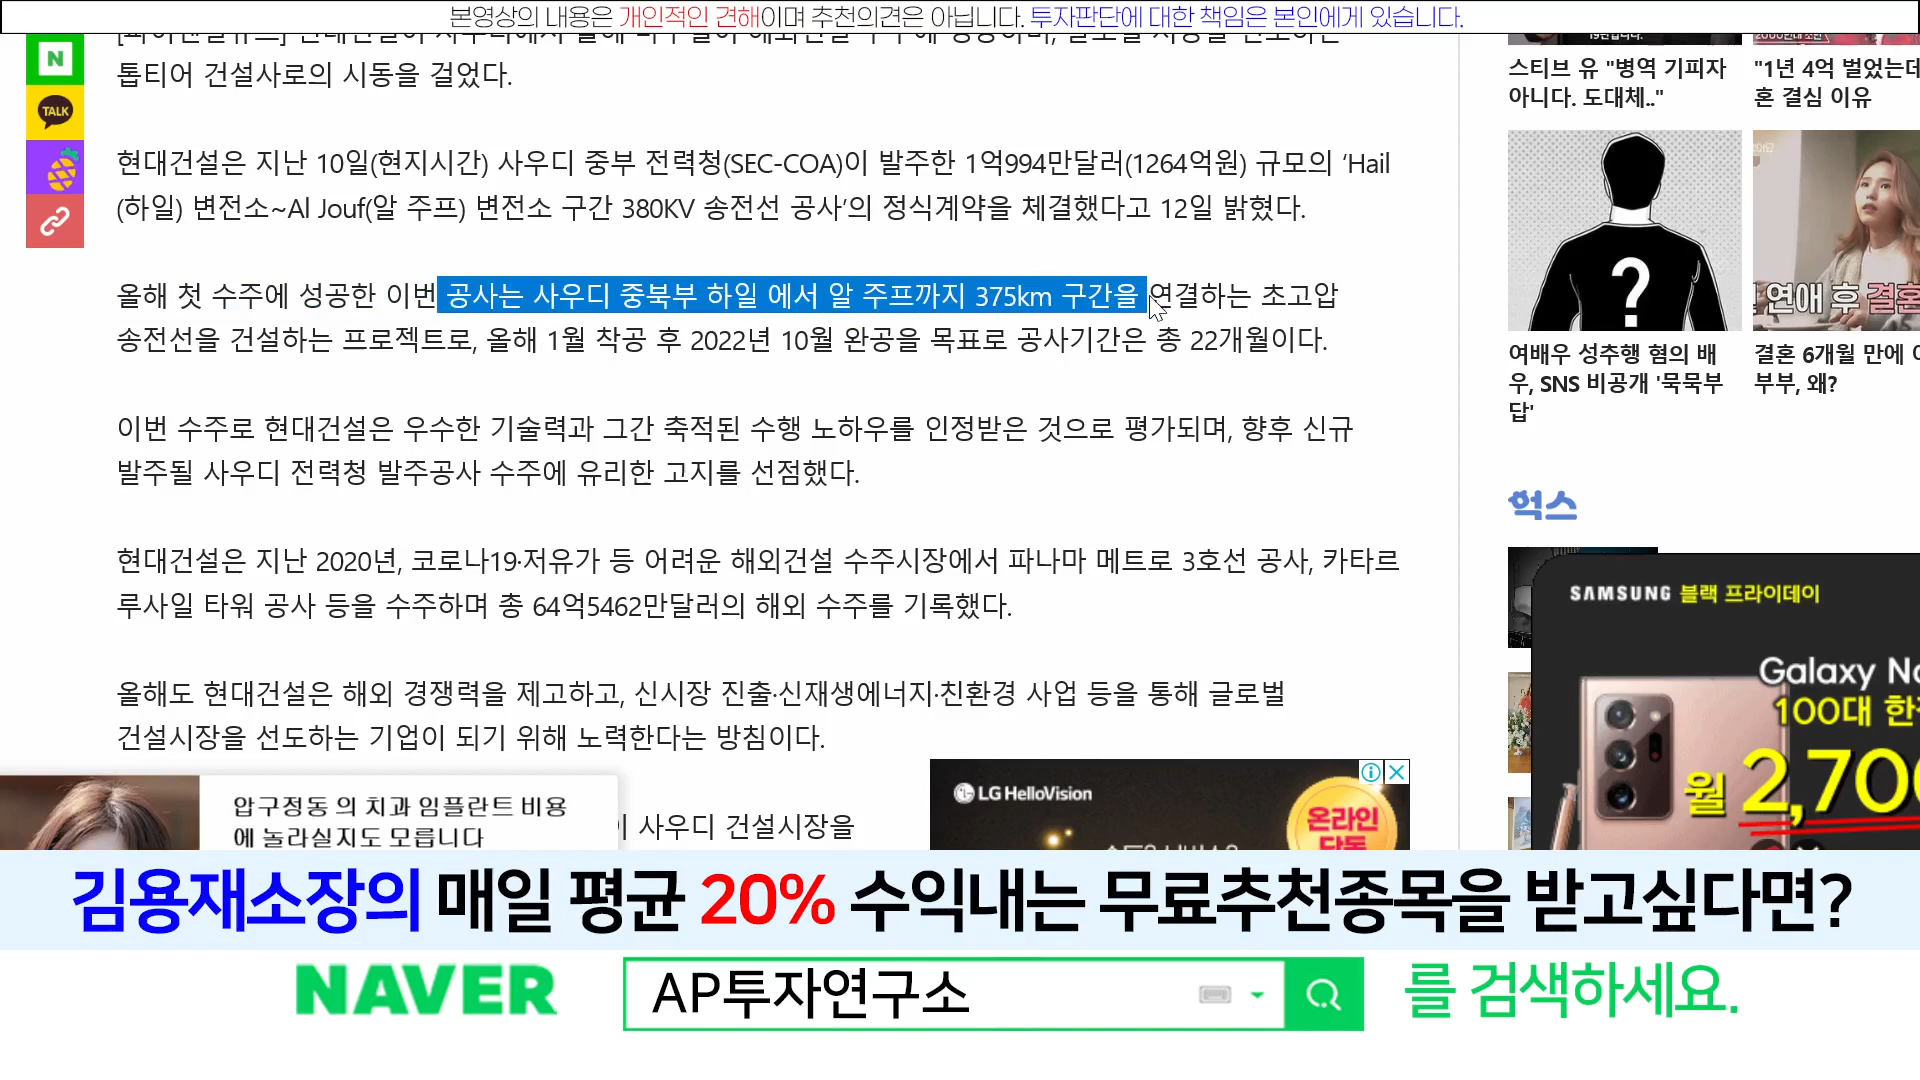 본영상의 내용은 개인적인 견해이며 추천의견은 아닙니다. 투자판단에 대한 책임은 본인에게 있습니다.
톱티어 건설사로의 시동을 걸었다.
현대건설은 지난 10일(현지시간) 사우디 중부 전력청(SEC-COA)이 발주한 1억994만달러(1264억원) 규모의 ‘Hail
(하일) 변전소~Al Jouf(알 주프) 변전소 구간 380KV 송전선 공사’의 정식계약을 체결했다고 12일 밝혔다.
올해 첫 수주에 성공한 이번 공사는 사우디 중북부 하일 에서 알 주프까지 375km 구간을 연결하는 초고압
송전선을 건설하는 프로젝트로, 올해 1월 착공 후 2022년 10월 완공을 목표로 공사기간은 총 22개월이다.
이번 수주로 현대건설은 우수한 기술력과 그간 축적된 수행 노하우를 인정받은 것으로 평가되며, 향후 신규
발주될 사우디 전력청 발주공사 수주에 유리한 고지를 선점했다.
현대건설은 지난 2020년, 코로나19·저유가 등 어려운 해외건설 수주시장에서 파나마 메트로 3호선 공사, 카타르
루사일 타워 공사 등을 수주하며 총 64억5462만달러의 해외 수주를 기록했다.
올해도 현대건설은 해외 경쟁력을 제고하고, 신시장 진출·신재생에너지·친환경 사업 등을 통해 글로벌
건설시장을 선도하는 기업이 되기 위해 노력한다는 방침이다.
사우디 건설시장을
N
TALK
스티브 유 "병역 기피자
아니다. 도대체.."
"1년 4억 벌었는데
혼 결심 이유
?
연애 후 결혼
여배우 성추행 혐의 배
우, SNS 비공개 '묵묵부
답'
결혼 6개월 만에
부부, 왜?
헉스
SAMSUNG 블랙 프라이데이
Galaxy No
100대 한
월 2,700
압구정동 의 치과 임플란트 비용
에 놀라실지도 모릅니다
LG HelloVision
온라인
단독
김용재소장의 매일 평균 20% 수익내는 무료추천종목을 받고싶다면?
NAVER AP투자연구소 를 검색하세요.